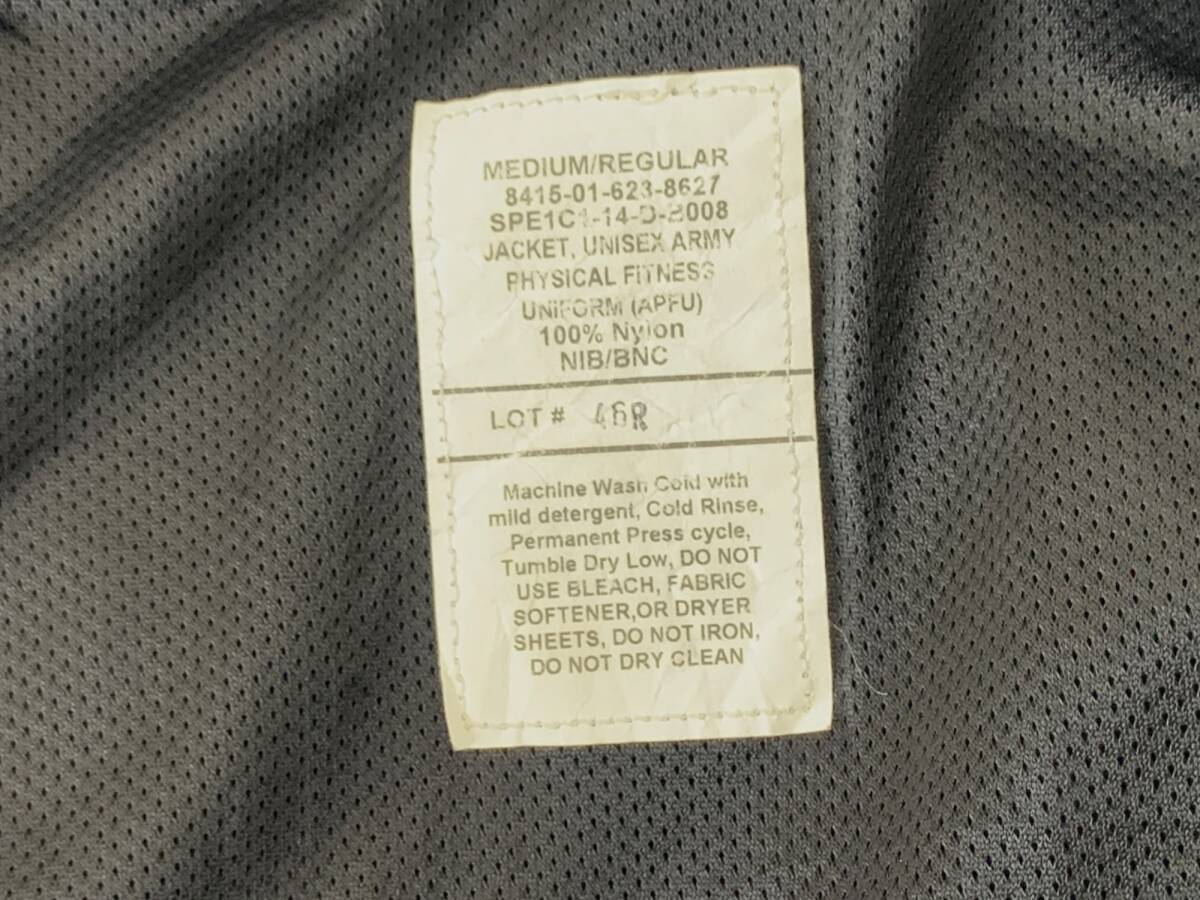 MEDIUM/REGULAR
8415-01-623-8627
SPE1C1-14-D-B008
JACKET, UNISEX ARMY
PHYSICAL FITNESS
UNIFORM (APFU)
100% Nylon
NIB/BNC
LOT # 46R
Machine Wash Cold with
mild detergent, Cold Rinse,
Permanent Press cycle,
Tumble Dry Low, DO NOT
USE BLEACH, FABRIC
SOFTENER,OR DRYER
SHEETS, DO NOT IRON,
DO NOT DRY CLEAN